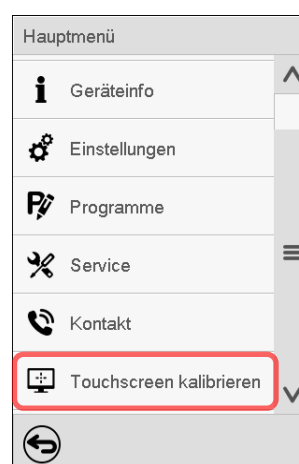 Hauptmenü
Geräteinfo
Einstellungen
Programme
Service
Kontakt
Touchscreen kalibrieren